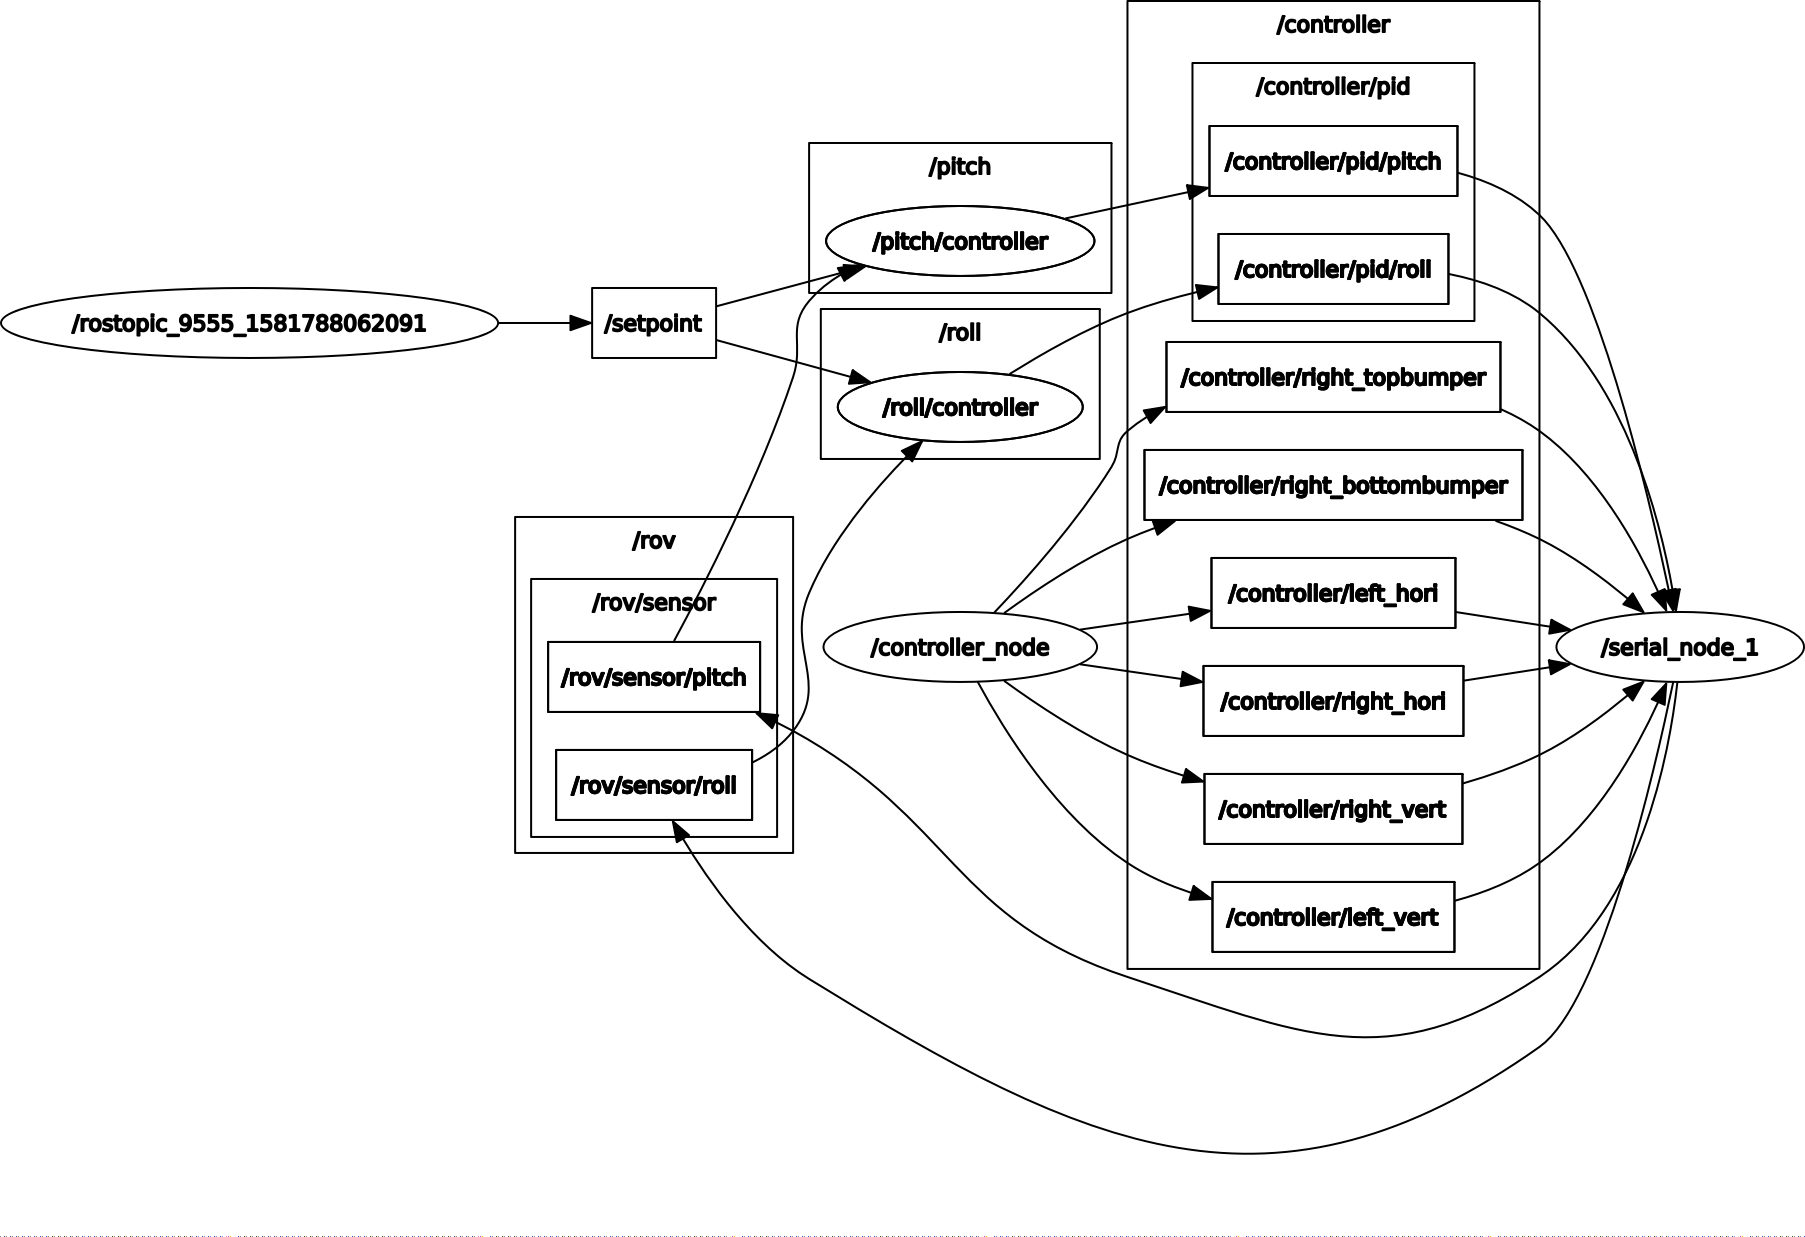 /controller
/controller/pid
/controller/pid/pitch
/pitch
/pitch/controller
/controller/pid/roll
/rostopic_9555_1581788062091
/setpoint
/roll
/controller/right_topbumper
/roll/controller
/controller/right_bottombumper
/rov
/rov/sensor
/controller/left_hori
/controller_node
/serial_node_1
/rov/sensor/pitch
/controller/right_hori
/rov/sensor/roll
/controller/right_vert
/controller/left_vert